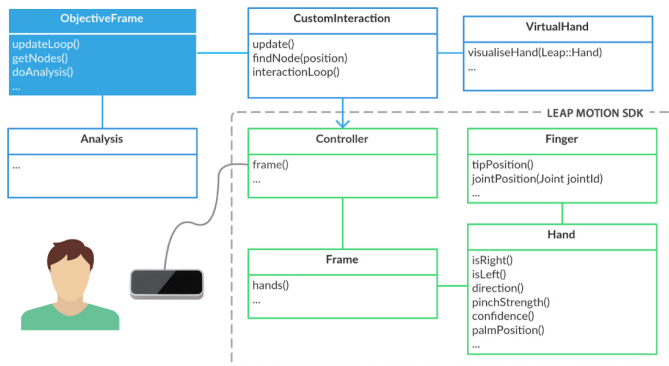 ObjectiveFrame
updateLoop()
getNodes()
doAnalysis()
...
CustomInteraction
update()
findNode(position)
interactionLoop()
VirtualHand
visualiseHand(Leap::Hand)
...
LEAP MOTION SDK
Analysis
...
Controller
frame()
...
Finger
tipPosition()
jointPosition(Joint jointId)
...
Frame
hands()
...
Hand
isRight()
isLeft()
direction()
pinchStrength()
confidence()
palmPosition()
...